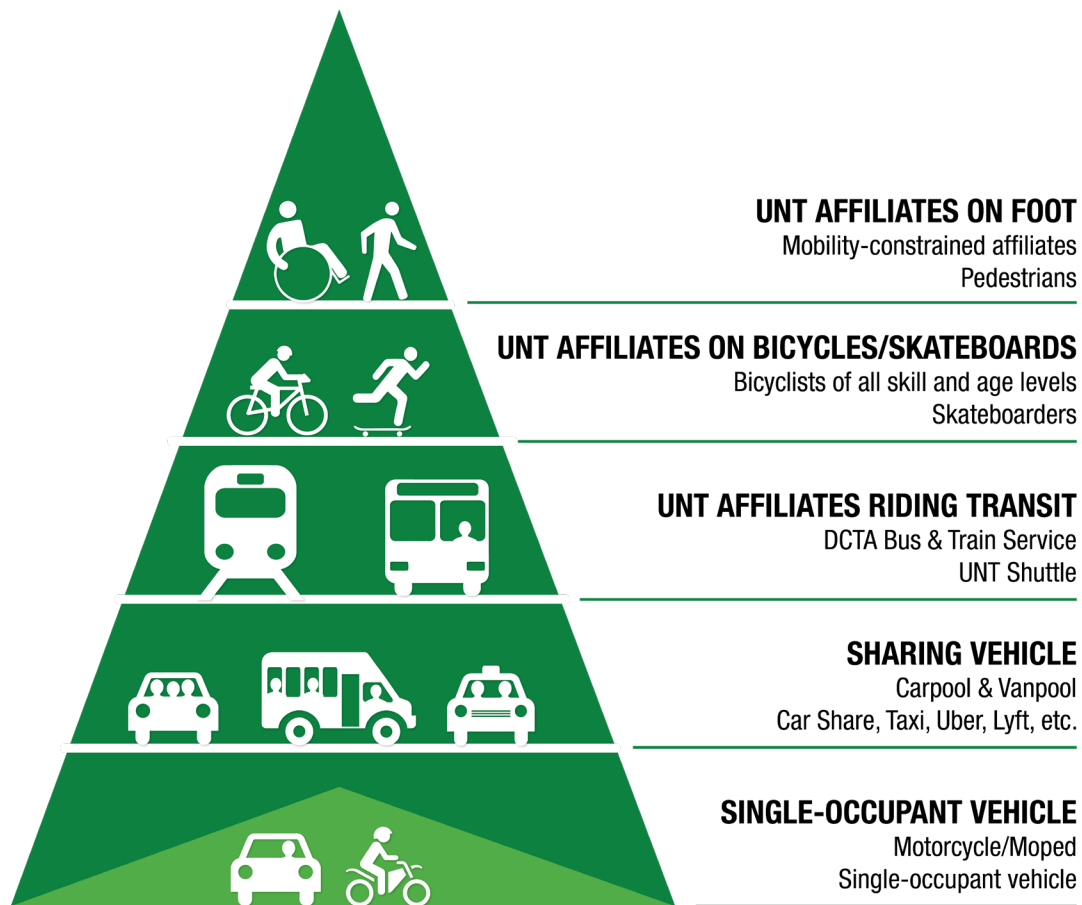 UNT AFFILIATES ON FOOT
Mobility-constrained affiliates
Pedestrians
UNT AFFILIATES ON BICYCLES/SKATEBOARDS
Bicyclists of all skill and age levels
Skateboarders
UNT AFFILIATES RIDING TRANSIT
DCTA Bus & Train Service
UNT Shuttle
SHARING VEHICLE
Carpool & Vanpool
Car Share, Taxi, Uber, Lyft, etc.
SINGLE-OCCUPANT VEHICLE
Motorcycle/Moped
Single-occupant vehicle